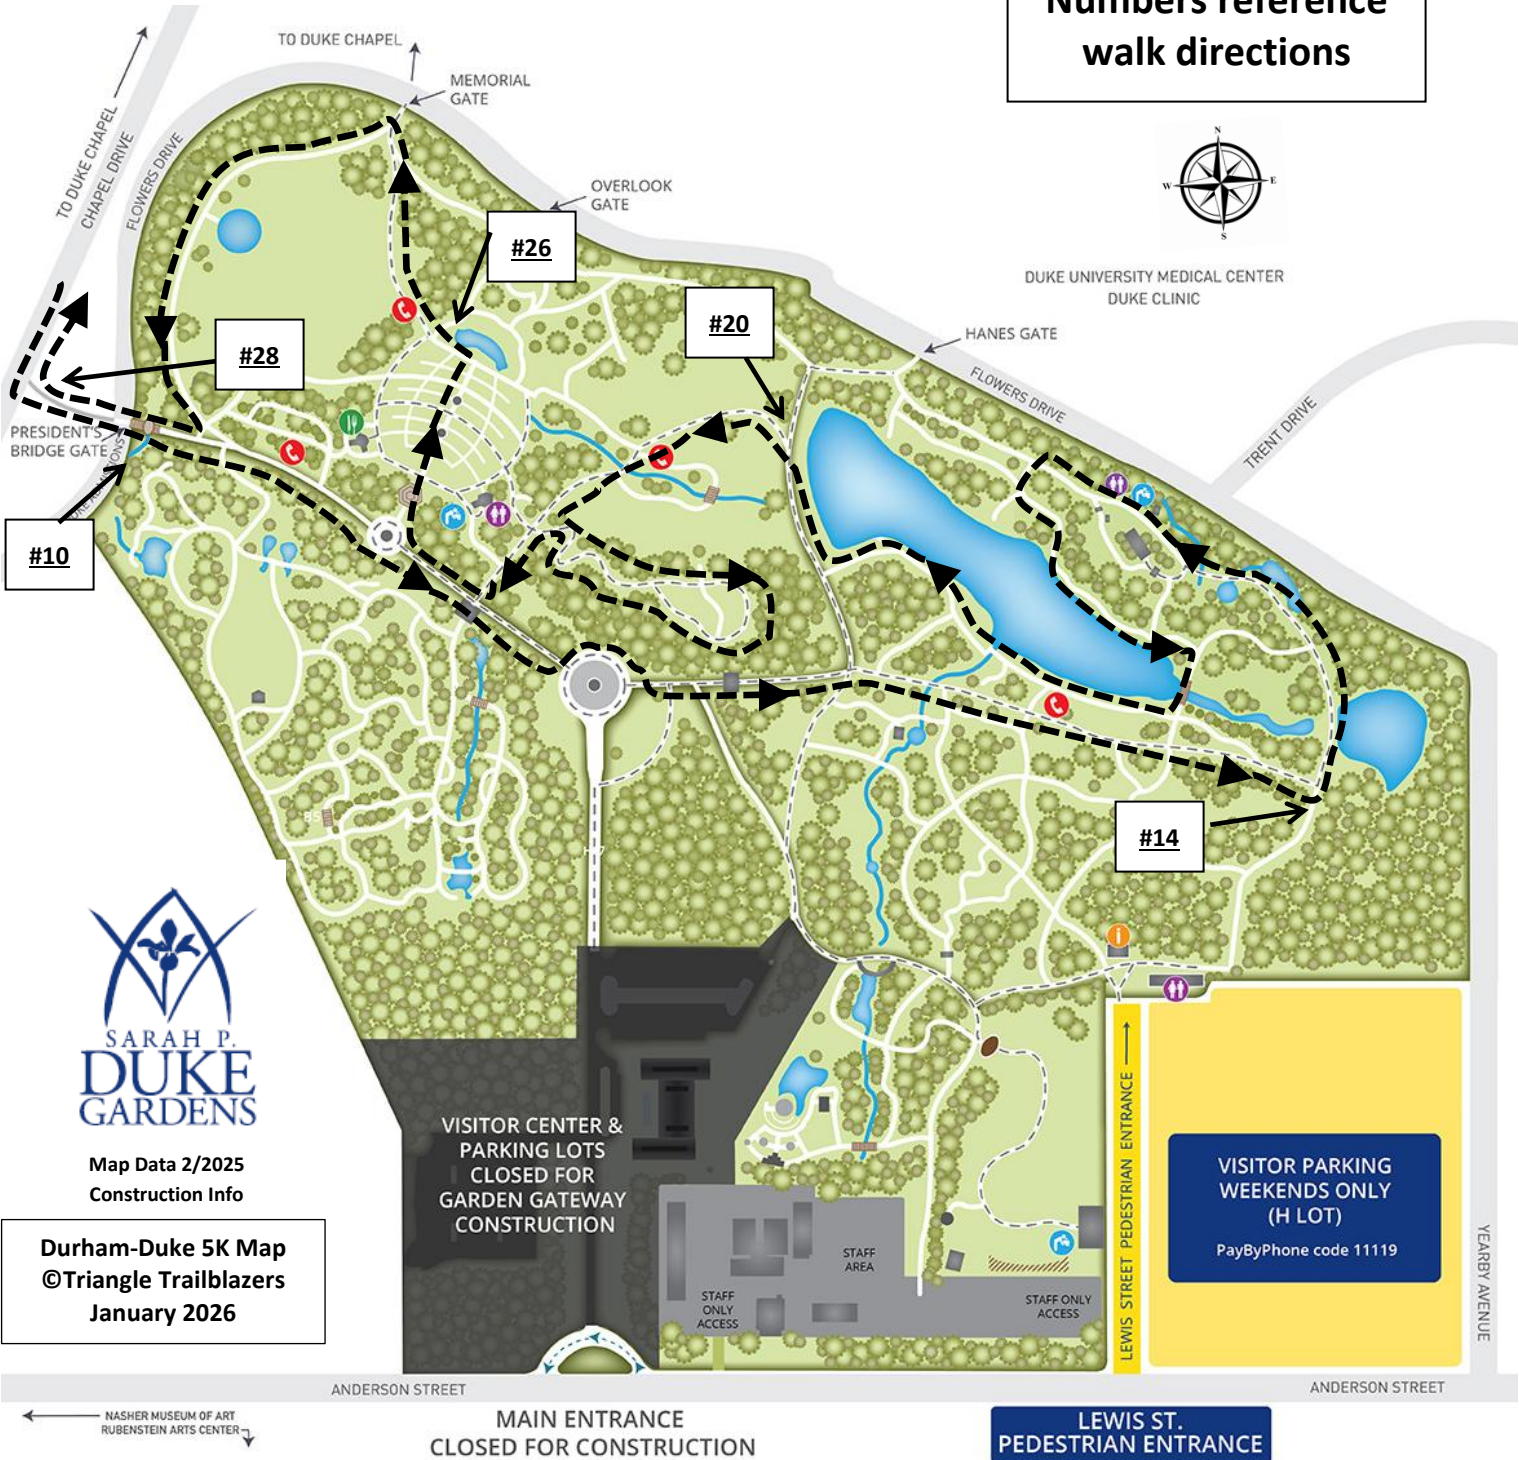 Numbers reference
walk directions
TO DUKE CHAPEL
MEMORIAL
GATE
TO DUKE CHAPEL
CHAPEL DRIVE
FLOWERS DRIVE
OVERLOOK
GATE
#26
N
W
E
S
DUKE UNIVERSITY MEDICAL CENTER
DUKE CLINIC
#20
HANES GATE
#28
FLOWERS DRIVE
TRENT DRIVE
PRESIDENT'S
BRIDGE GATE
#10
#14
i
SARAH P.
DUKE
GARDENS
Map Data 2/2025
Construction Info
Durham-Duke 5K Map
©Triangle Trailblazers
January 2026
VISITOR CENTER &
PARKING LOTS
CLOSED FOR
GARDEN GATEWAY
CONSTRUCTION
STAFF
AREA
STAFF
ONLY
ACCESS
STAFF ONLY
ACCESS
LEWIS STREET PEDESTRIAN ENTRANCE
VISITOR PARKING
WEEKENDS ONLY
(H LOT)
PayByPhone code 11119
YEARBY AVENUE
ANDERSON STREET
ANDERSON STREET
NASHER MUSEUM OF ART
RUBENSTEIN ARTS CENTER
MAIN ENTRANCE
CLOSED FOR CONSTRUCTION
LEWIS ST.
PEDESTRIAN ENTRANCE